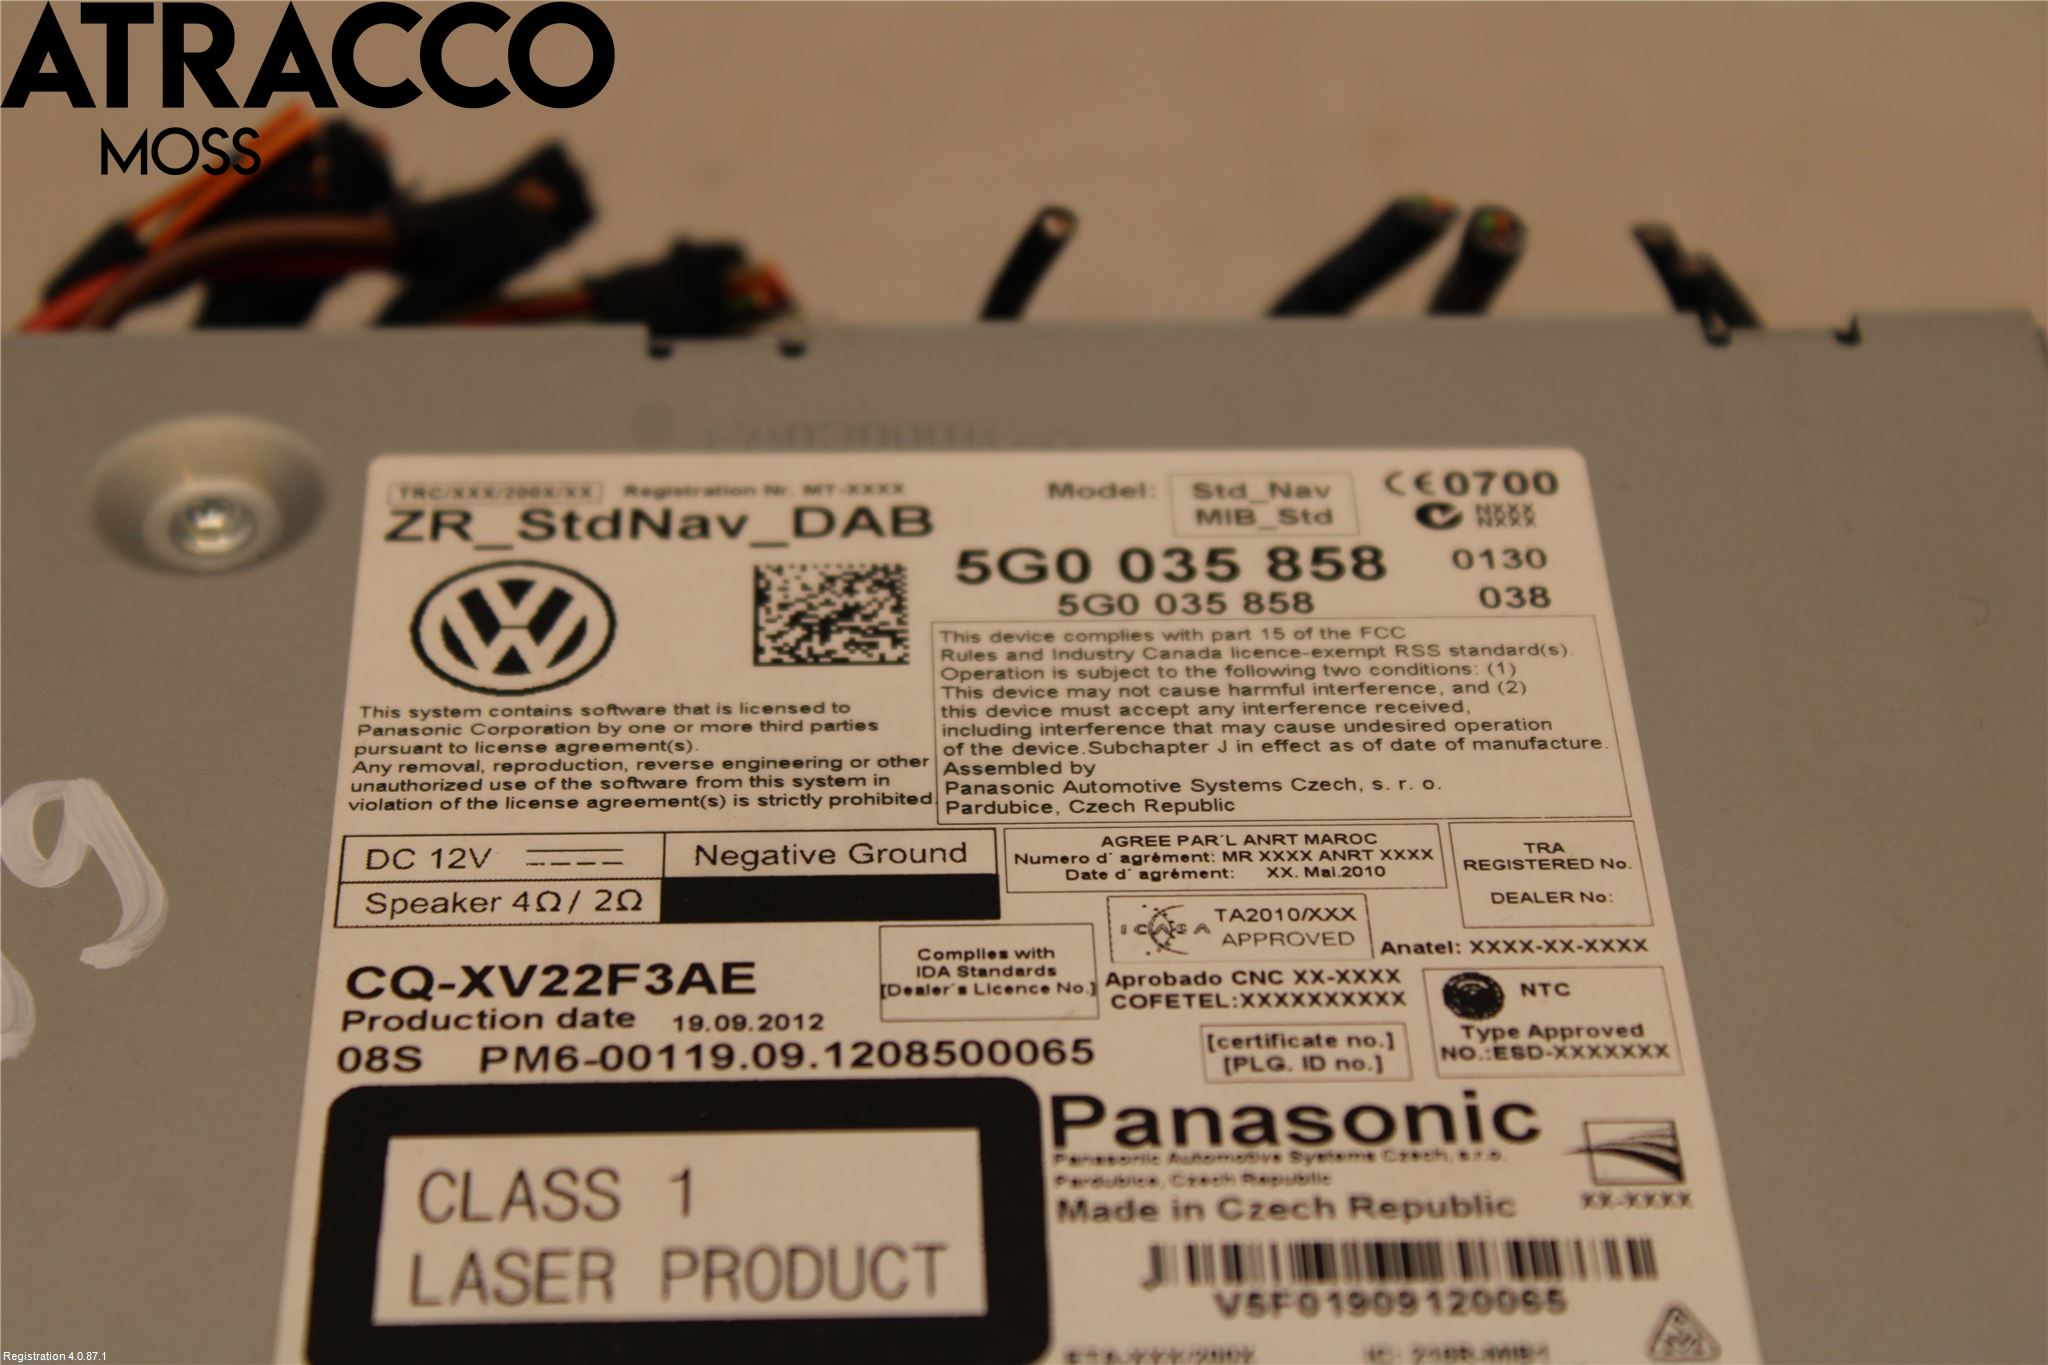 ATRACCO
MOSS
TRC/XXX/200X/XX Registration Nr. MT-XXXX
ZR_StdNav_DAB
Model: Std_Nav
MIB_Std
CE0700
NXXX
NXXX
5G0 035 858 0130
5G0 035 858 038
This device complies with part 15 of the FCC
Rules and Industry Canada licence-exempt RSS standard(s).
Operation is subject to the following two conditions: (1)
This device may not cause harmful interference, and (2)
this device must accept any interference received,
including interference that may cause undesired operation
of the device.Subchapter J in effect as of date of manufacture.
Assembled by
Panasonic Automotive Systems Czech, s. r. o.
Pardubice, Czech Republic
This system contains software that is licensed to
Panasonic Corporation by one or more third parties
pursuant to license agreement(s).
Any removal, reproduction, reverse engineering or other
unauthorized use of the software from this system in
violation of the license agreement(s) is strictly prohibited.
DC 12V Negative Ground
Speaker 4Ω / 2Ω
AGREE PAR´L ANRT MAROC
Numero d´ agrément: MR XXXX ANRT XXXX
Date d´ agrément: XX. Mai.2010
TRA
REGISTERED No.
DEALER No:
ICASA TA2010/XXX
APPROVED
Anatel: XXXX-XX-XXXX
Complies with
IDA Standards
[Dealer´s Licence No.]
Aprobado CNC XX-XXXX
COFETEL:XXXXXXXXXX
NTC
Type Approved
NO.:ESD-XXXXXXX
[certificate no.]
[PLG. ID no.]
CQ-XV22F3AE
Production date 19.09.2012
08S PM6-00119.09.1208500065
CLASS 1
LASER PRODUCT
Panasonic
Panasonic Automotive Systems Czech, s.r.o.
Pardubice, Czech Republic
Made in Czech Republic
XX-XXXX
V5F01909120065
9
Registration 4.0.87.1